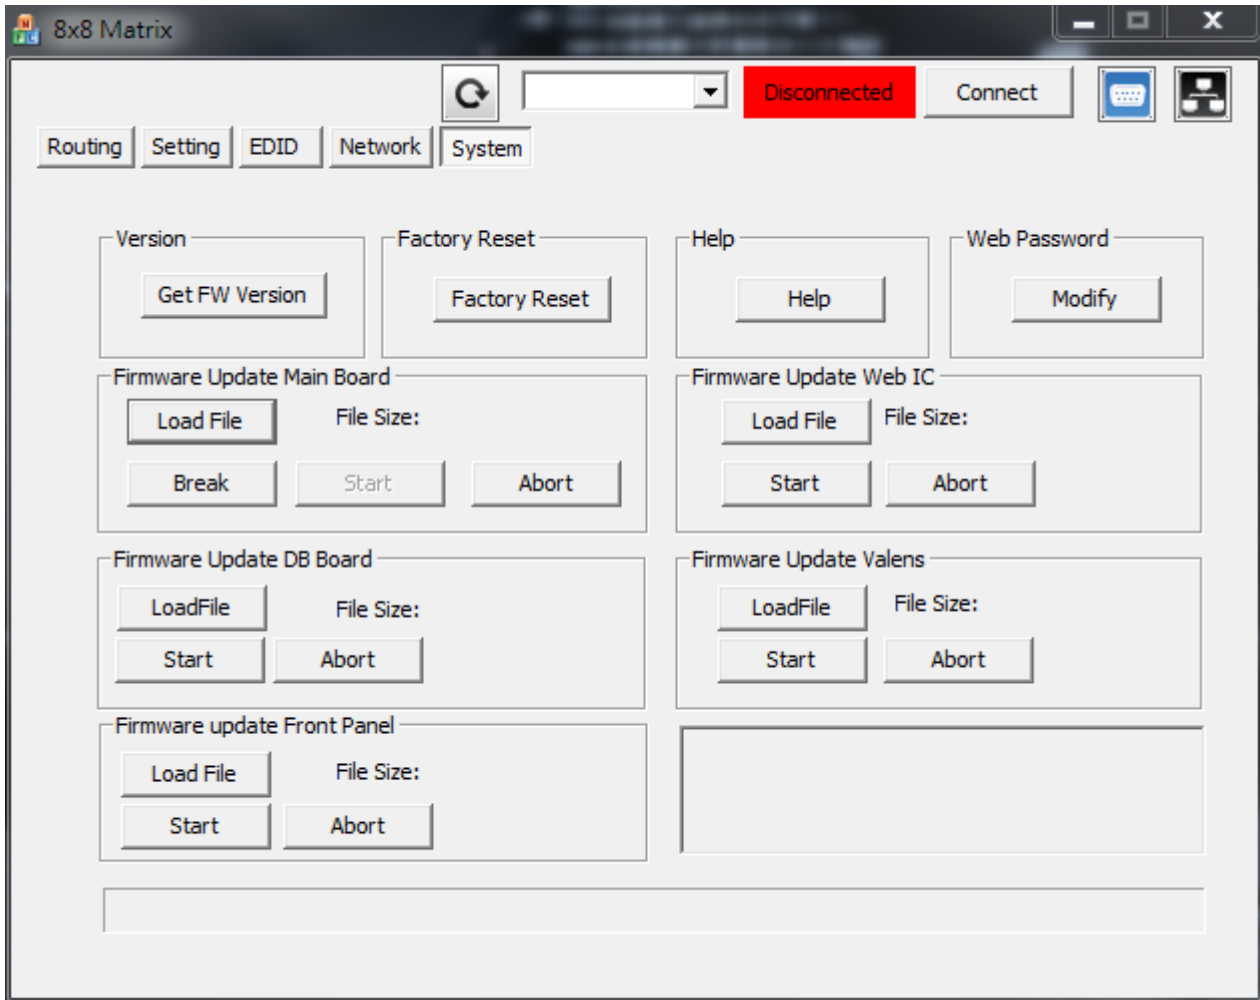 8x8 Matrix
Disconnected Connect
Routing Setting EDID Network System
Version Factory Reset Help Web Password
Get FW Version Factory Reset Help Modify
Firmware Update Main Board Firmware Update Web IC
Load File File Size: Load File File Size:
Break Start Abort Start Abort
Firmware Update DB Board Firmware Update Valens
LoadFile File Size: LoadFile File Size:
Start Abort Start Abort
Firmware update Front Panel
Load File File Size:
Start Abort